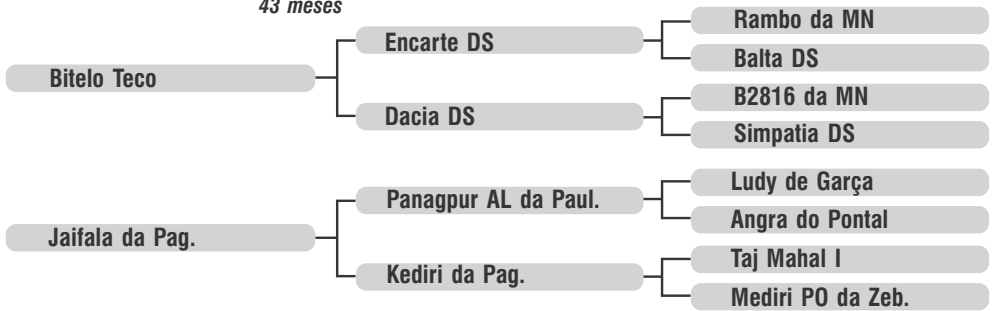 43 meses
Rambo da MN
Encarte DS
Balta DS
Bitelo Teco
B2816 da MN
Dacia DS
Simpatia DS
Ludy de Garça
Panagpur AL da Paul.
Angra do Pontal
Jaifala da Pag.
Taj Mahal I
Kediri da Pag.
Mediri PO da Zeb.